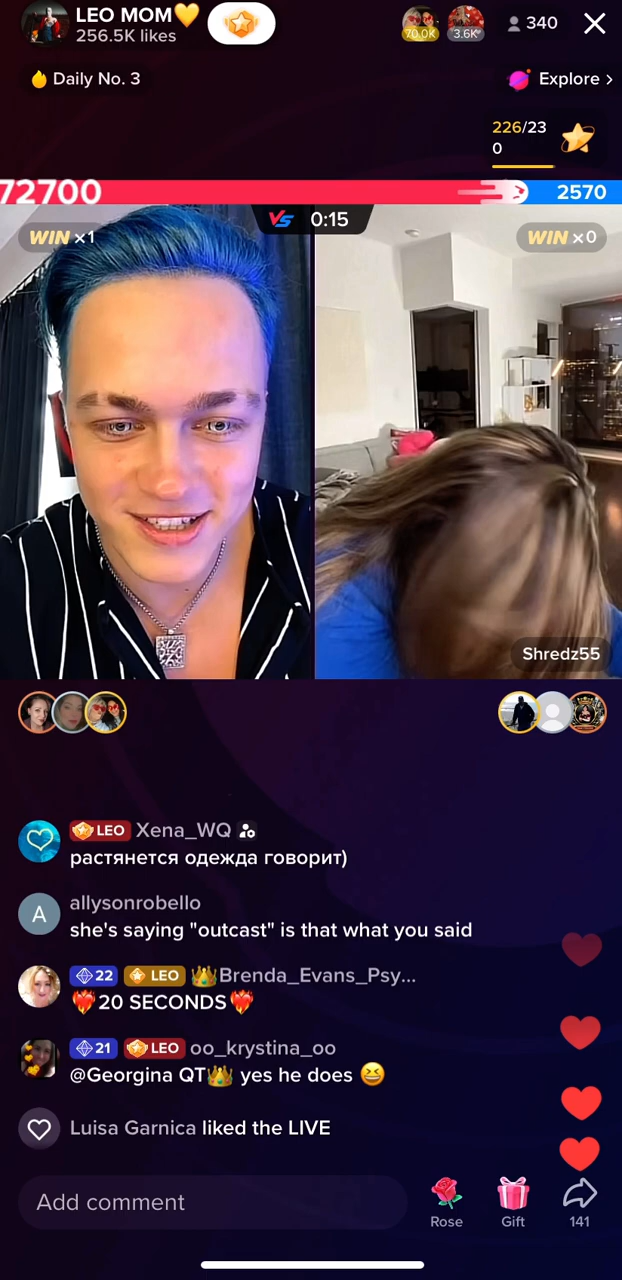 LEO MOM💛
256.5K likes
70.0K
3.6K
340
Daily No. 3
Explore >
226/23
0
72700
2570
WIN x1
VS 0:15
WIN x0
Shredz55
LEO Xena_WQ
растянется одежда говорит)
A
allysonrobello
she's saying "outcast" is that what you said
22 LEO 👑Brenda_Evans_Psy...
❤️‍🔥20 SECONDS❤️‍🔥
21 LEO oo_krystina_oo
@Georgina QT👑 yes he does 😆
Luisa Garnica liked the LIVE
Add comment
Rose
Gift
141